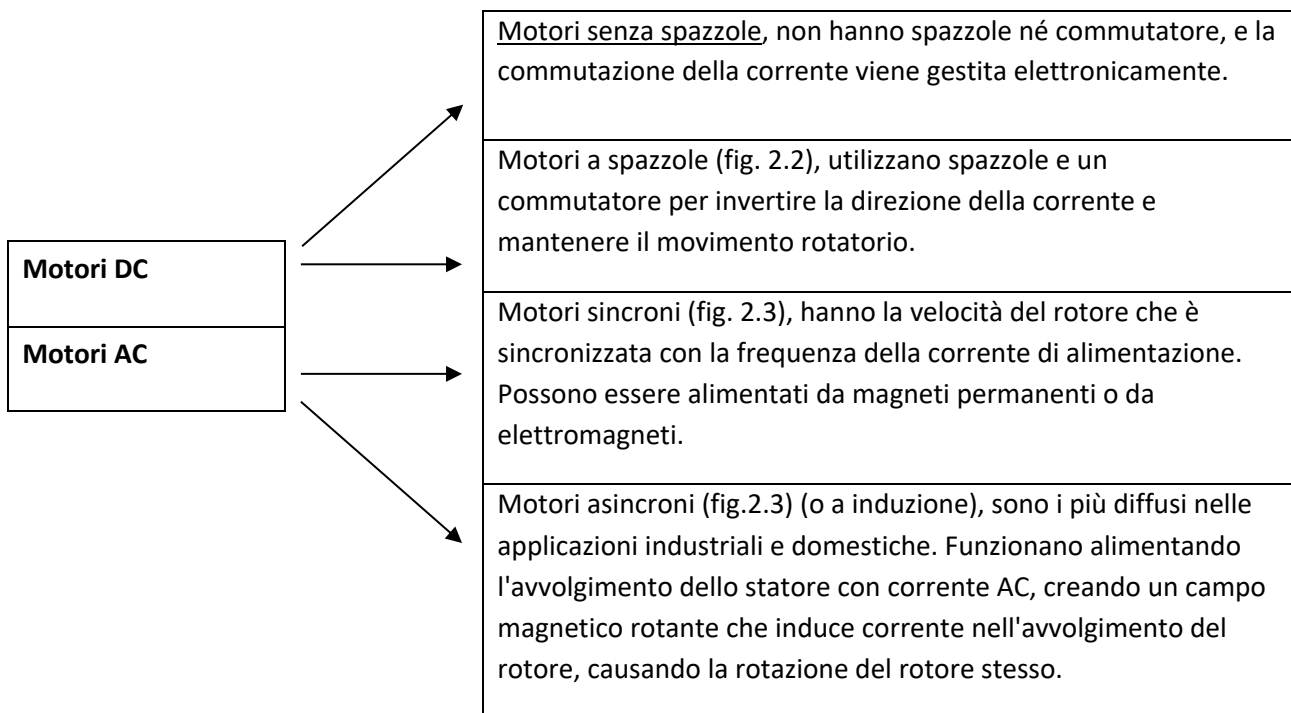 Motori senza spazzole, non hanno spazzole né commutatore, e la
commutazione della corrente viene gestita elettronicamente.
Motori a spazzole (fig. 2.2), utilizzano spazzole e un
commutatore per invertire la direzione della corrente e
mantenere il movimento rotatorio.
Motori DC
Motori AC
Motori sincroni (fig. 2.3), hanno la velocità del rotore che è
sincronizzata con la frequenza della corrente di alimentazione.
Possono essere alimentati da magneti permanenti o da
elettromagneti.
Motori asincroni (fig.2.3) (o a induzione), sono i più diffusi nelle
applicazioni industriali e domestiche. Funzionano alimentando
l'avvolgimento dello statore con corrente AC, creando un campo
magnetico rotante che induce corrente nell'avvolgimento del
rotore, causando la rotazione del rotore stesso.